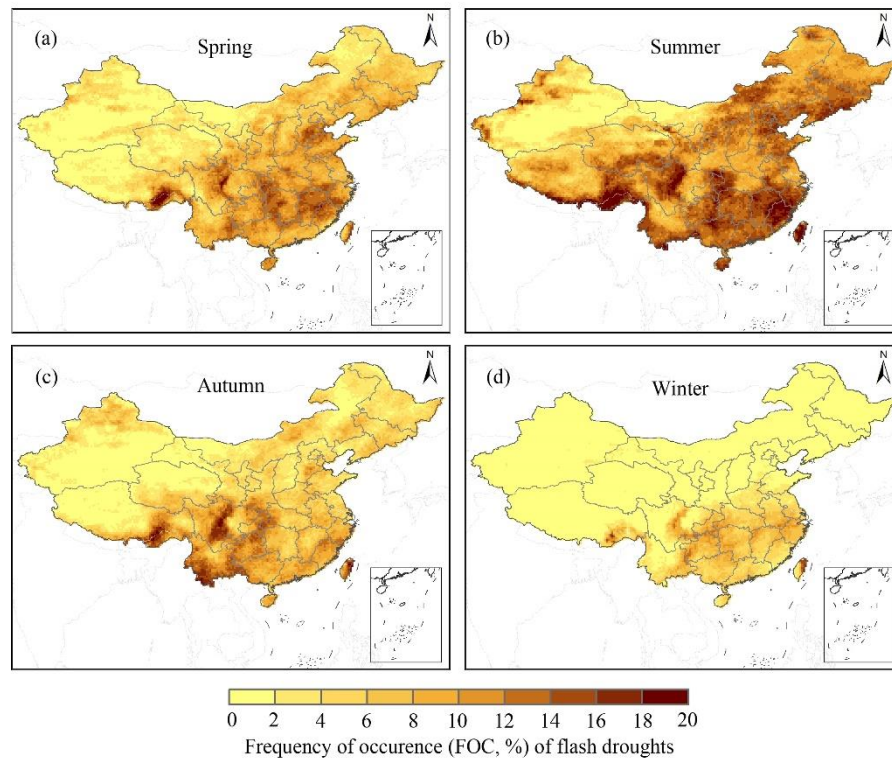 (a)
Spring
N
(b)
Summer
N
(c)
Autumn
N
(d)
Winter
N
0 2 4 6 8 10 12 14 16 18 20
Frequency of occurence (FOC, %) of flash droughts